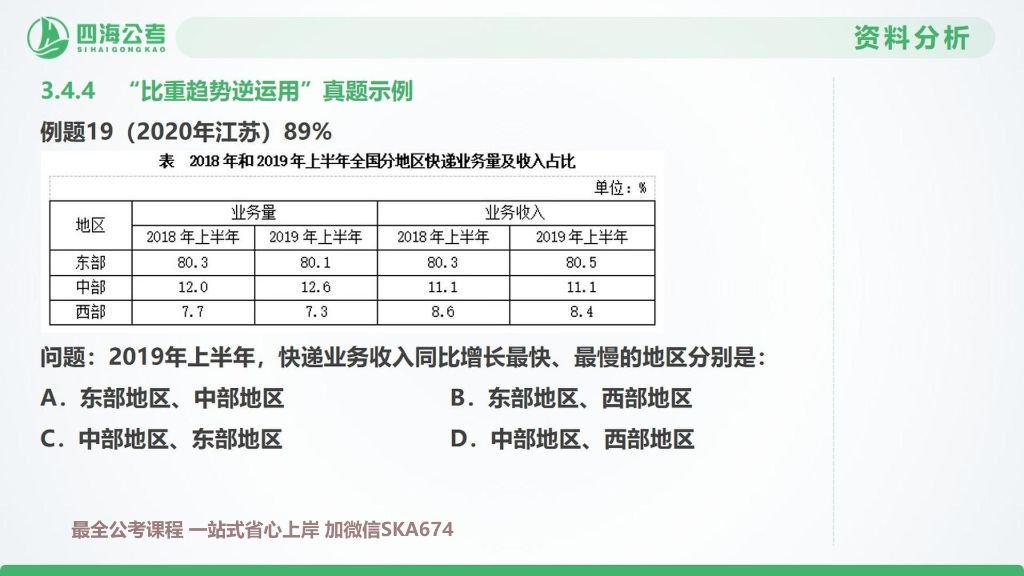 四海公考
SIHAIGONGKAO
资料分析
3.4.4 “比重趋势逆运用”真题示例
例题19（2020年江苏）89%
表 2018年和2019年上半年全国分地区快递业务量及收入占比
单位：%
地区 业务量 业务收入
2018年上半年 2019年上半年 2018年上半年 2019年上半年
东部 80.3 80.1 80.3 80.5
中部 12.0 12.6 11.1 11.1
西部 7.7 7.3 8.6 8.4
问题：2019年上半年，快递业务收入同比增长最快、最慢的地区分别是：
A．东部地区、中部地区 B．东部地区、西部地区
C．中部地区、东部地区 D．中部地区、西部地区
最全公考课程 一站式省心上岸 加微信SKA674